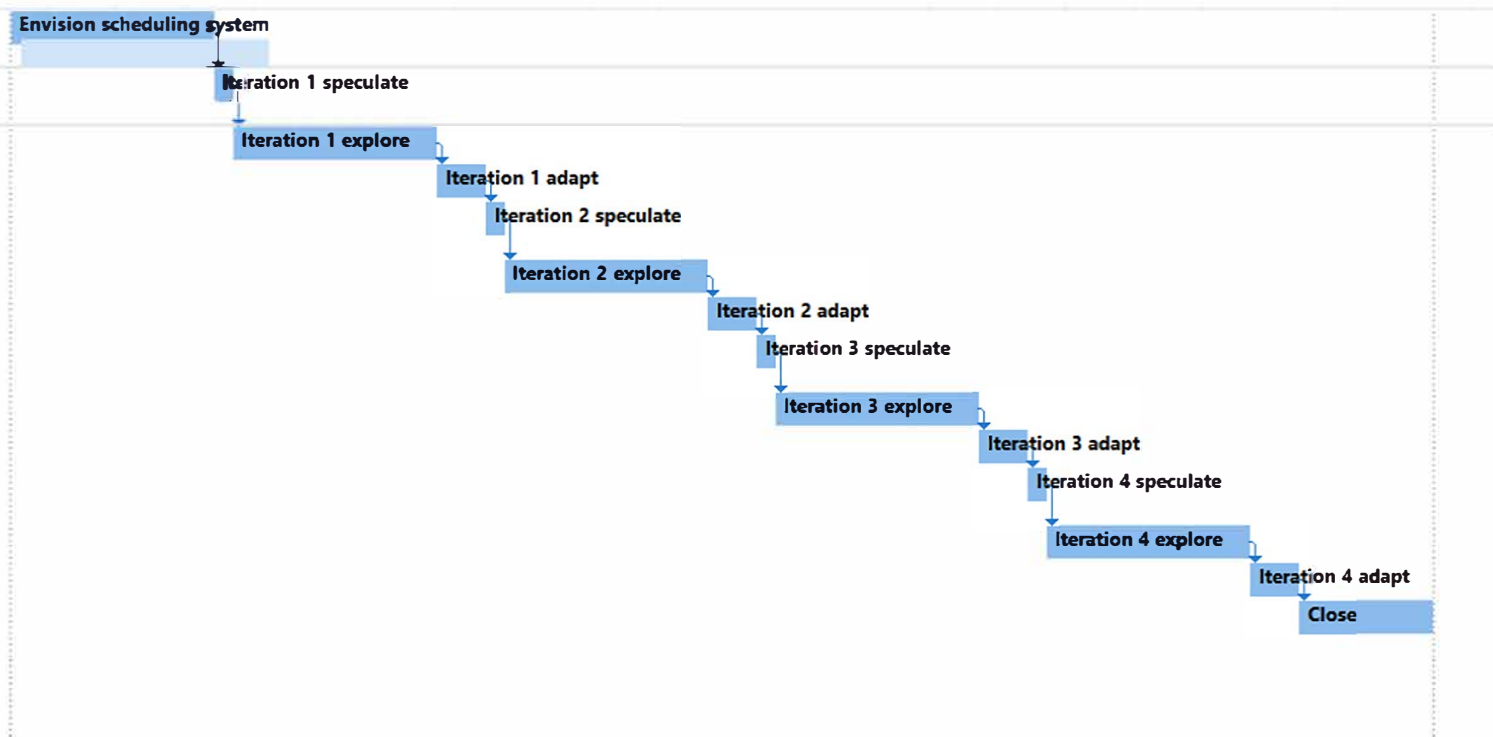 Envision scheduling system
Iteration 1 speculate
Iteration 1 explore
Iteration 1 adapt
Iteration 2 speculate
Iteration 2 explore
Iteration 2 adapt
Iteration 3 speculate
Iteration 3 explore
Iteration 3 adapt
Iteration 4 speculate
Iteration 4 explore
Iteration 4 adapt
Close